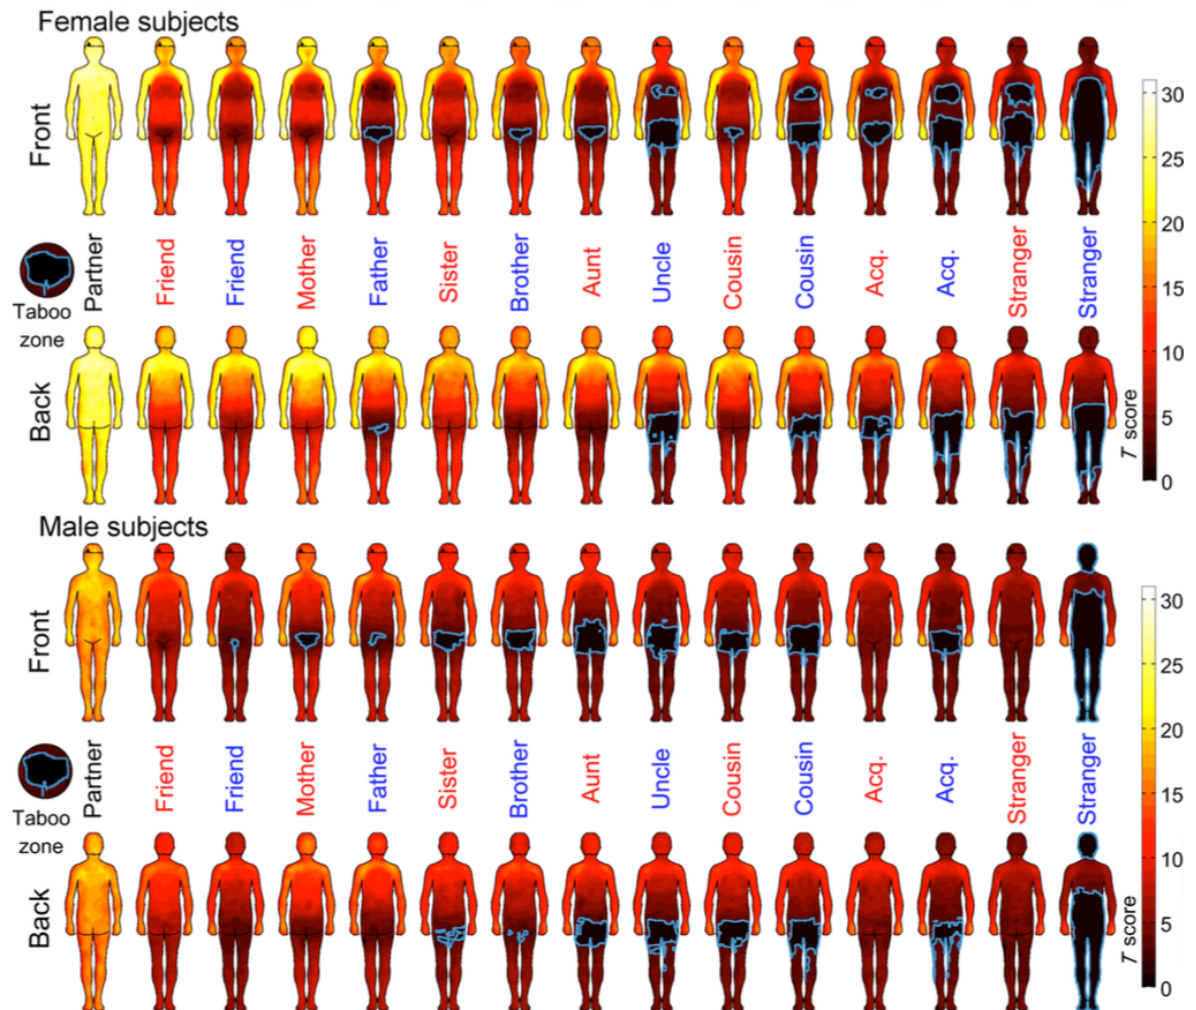 Female subjects
Front
Taboo
zone
Partner
Friend
Friend
Mother
Father
Sister
Brother
Aunt
Uncle
Cousin
Cousin
Acq.
Acq.
Stranger
Stranger
Back
30
25
20
15
10
5
0
T score
Male subjects
Front
Taboo
zone
Partner
Friend
Friend
Mother
Father
Sister
Brother
Aunt
Uncle
Cousin
Cousin
Acq.
Acq.
Stranger
Stranger
Back
30
25
20
15
10
5
0
T score